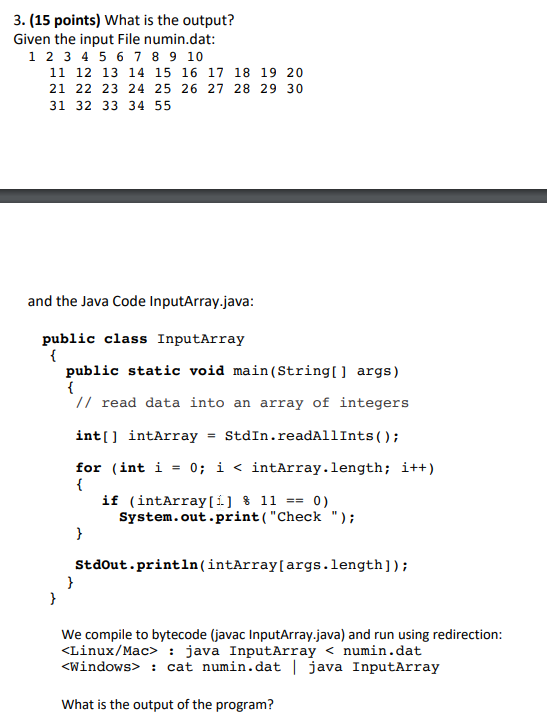 3. (15 points) What is the output?
Given the input File numin.dat:
1 2 3 4 5 6 7 8 9 10
11 12 13 14 15 16 17 18 19 20
21 22 23 24 25 26 27 28 29 30
31 32 33 34 55
and the Java Code InputArray.java:
public class InputArray
{
public static void main(String[] args)
{
// read data into an array of integers
int[] intArray = StdIn.readAllInts();
for (int i = 0; i < intArray.length; i++)
{
if (intArray[i] % 11 == 0)
System.out.print("Check ");
}
StdOut.println(intArray[args.length]);
}
}
We compile to bytecode (javac InputArray.java) and run using redirection:
<Linux/Mac> : java InputArray < numin.dat
<Windows> : cat numin.dat | java InputArray
What is the output of the program?